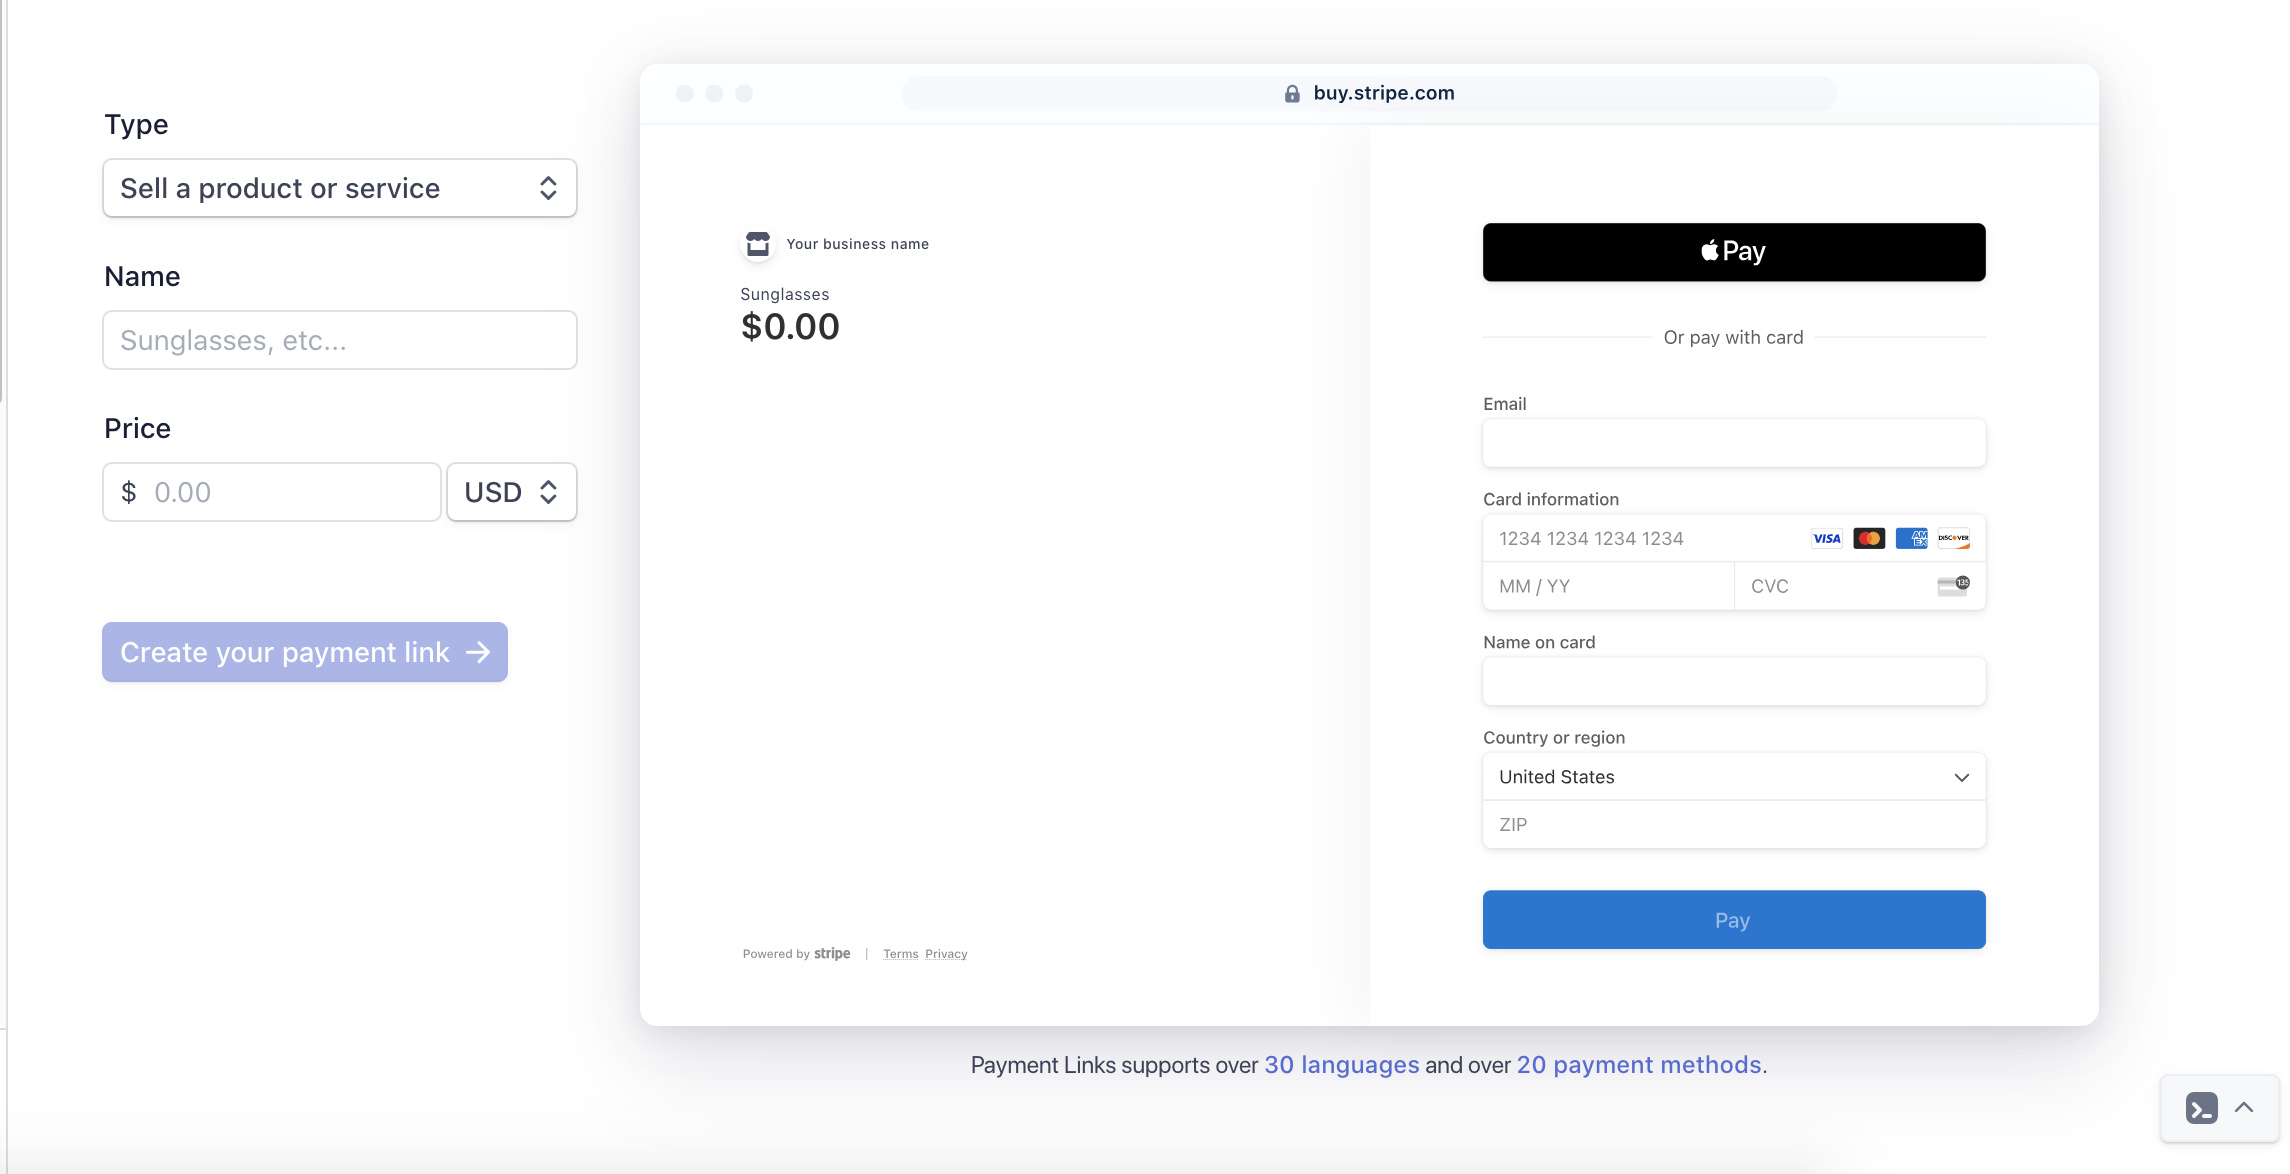 Type
Sell a product or service
Name
Sunglasses, etc...
Price
$ 0.00 USD
Create your payment link →
buy.stripe.com
Your business name
Sunglasses
$0.00
Powered by stripe | Terms Privacy
Pay
Or pay with card
Email
Card information
1234 1234 1234 1234 VISA AMEX DISCOVER
MM / YY CVC 135
Name on card
Country or region
United States
ZIP
Pay
Payment Links supports over 30 languages and over 20 payment methods.